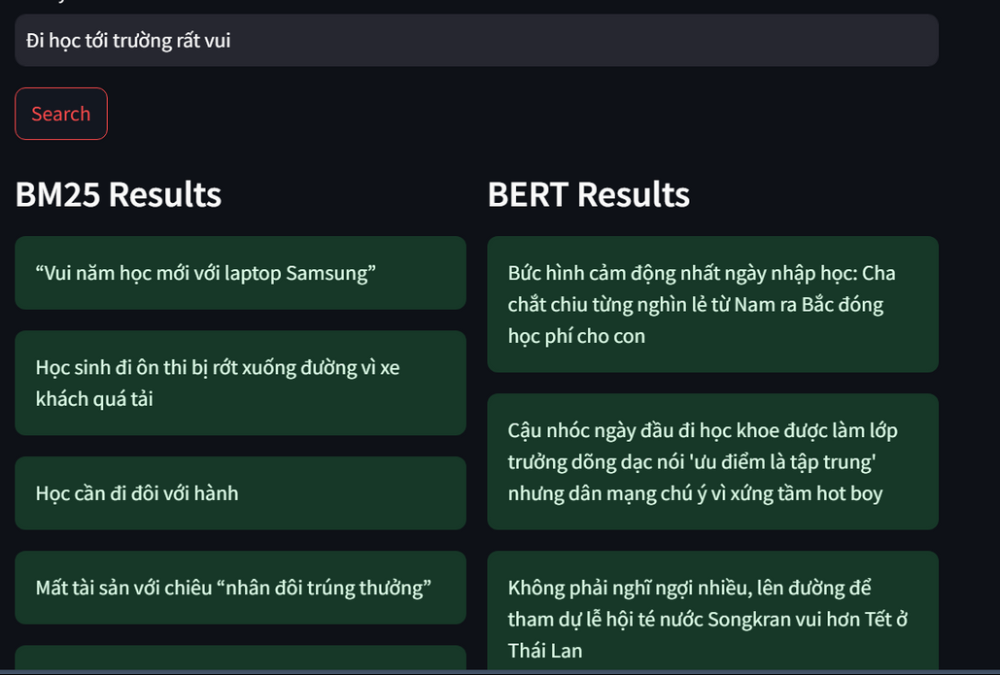 Đi học tới trường rất vui
Search
BM25 Results
“Vui năm học mới với laptop Samsung”
Học sinh đi ôn thi bị rớt xuống đường vì xe
khách quá tải
Học cần đi đôi với hành
Mất tài sản với chiêu “nhân đôi trúng thưởng”
BERT Results
Bức hình cảm động nhất ngày nhập học: Cha
chắt chiu từng nghìn lẻ từ Nam ra Bắc đóng
học phí cho con
Cậu nhóc ngày đầu đi học khoe được làm lớp
trưởng dõng dạc nói 'ưu điểm là tập trung'
nhưng dân mạng chú ý vì xứng tầm hot boy
Không phải nghĩ ngợi nhiều, lên đường để
tham dự lễ hội té nước Songkran vui hơn Tết ở
Thái Lan